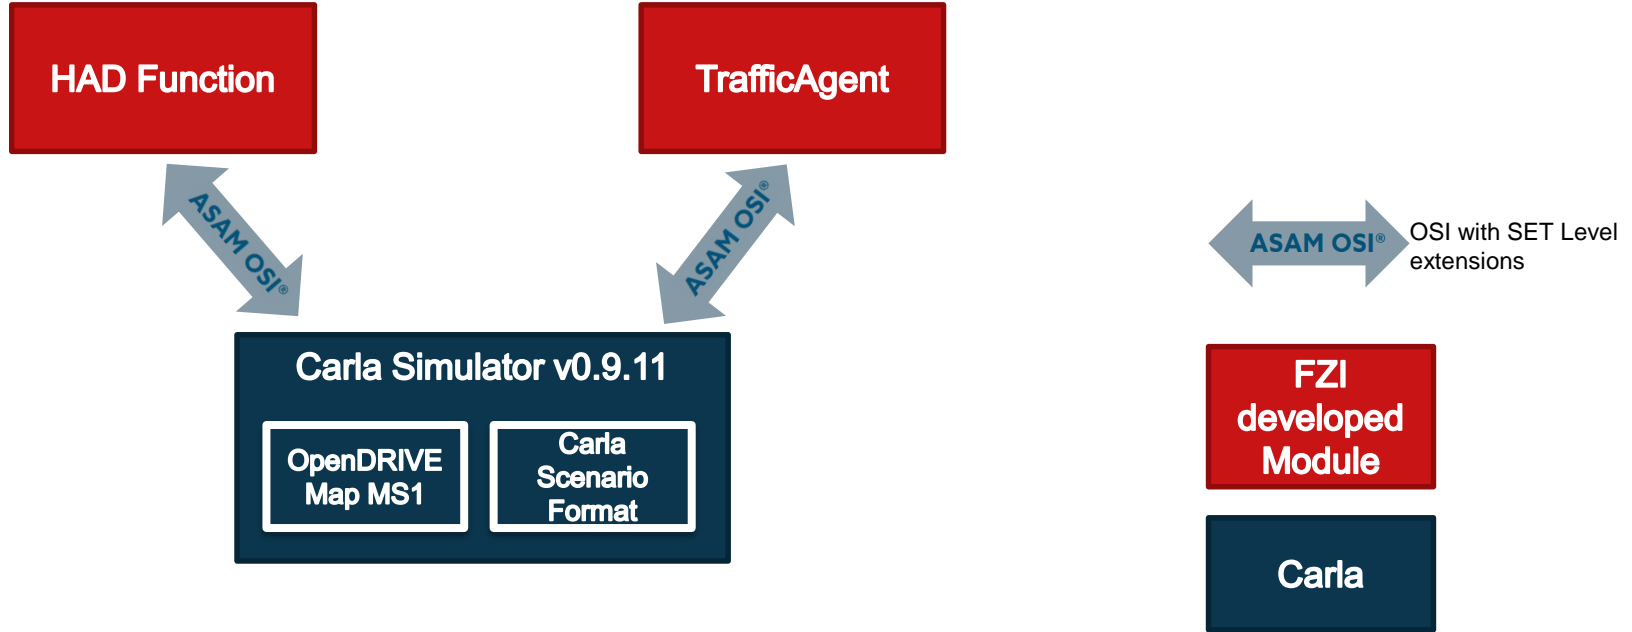 HAD Function
TrafficAgent
ASAM OSI®
ASAM OSI®
Carla Simulator v0.9.11
OpenDRIVE
Map MS1
Carla
Scenario
Format
ASAM OSI®
OSI with SET Level
extensions
FZI
developed
Module
Carla